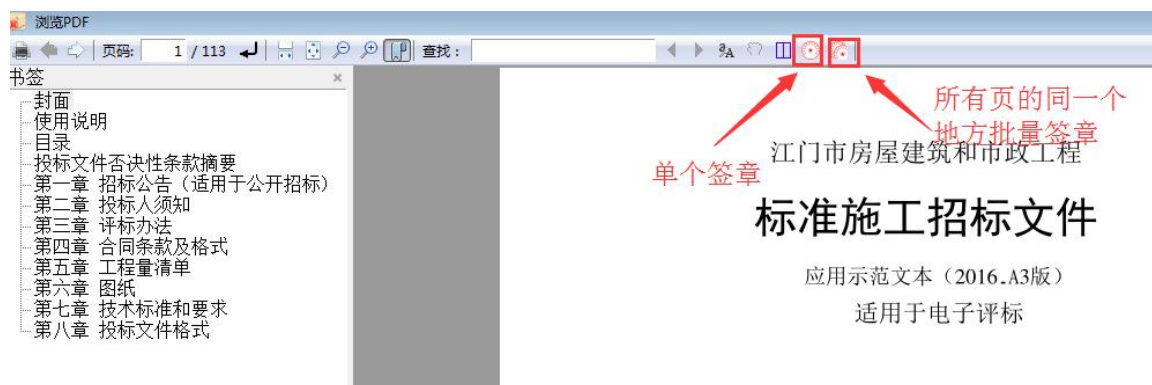 浏览PDF
页码: 1 / 113 查找： aA
书签 ×
封面
使用说明
目录
投标文件否决性条款摘要
第一章 招标公告（适用于公开招标）
第二章 投标人须知
第三章 评标办法
第四章 合同条款及格式
第五章 工程量清单
第六章 图纸
第七章 技术标准和要求
第八章 投标文件格式
单个签章
所有页的同一个
地方批量签章
江门市房屋建筑和市政工程
标准施工招标文件
应用示范文本（2016.A3版）
适用于电子评标